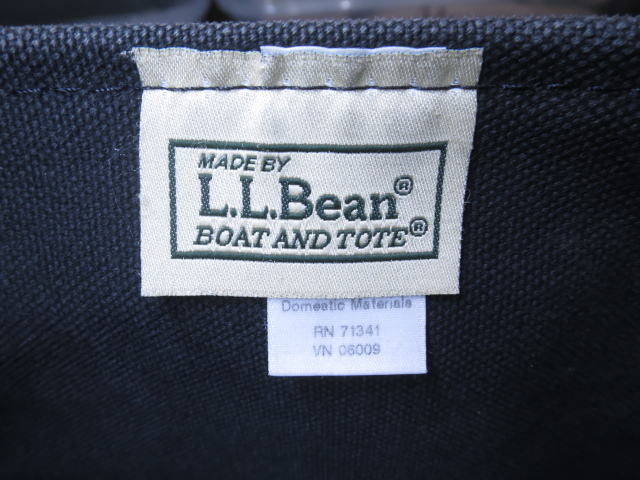 MADE BY
L.L.Bean®
BOAT AND TOTE®
Domestic Materials
RN 71341
VN 06009